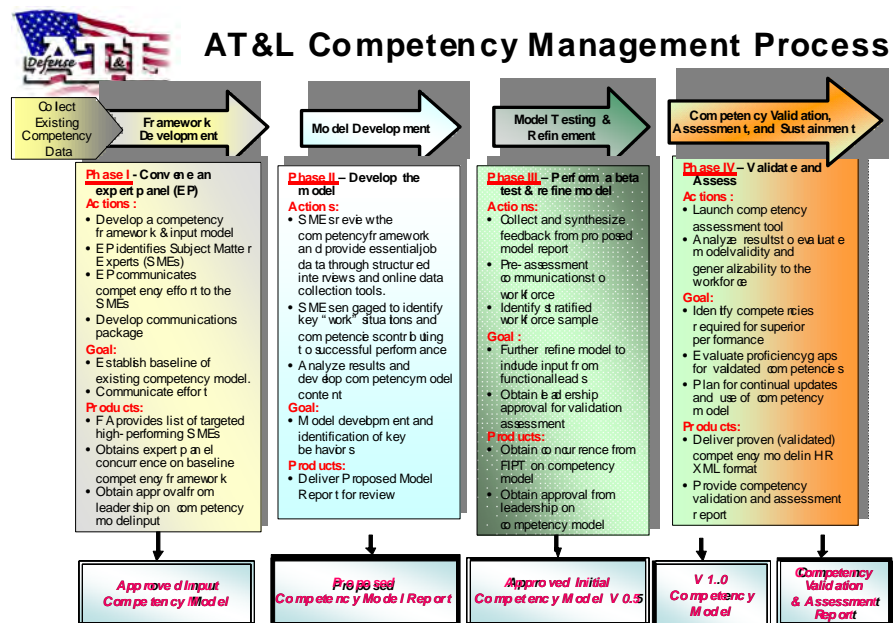 Defense AT&L
AT&L Competency Management Process
Collect
Existing
Competency
Data
Framework
Development
Model Development
Model Testing &
Refinement
Competency Validation,
Assessment, and Sustainment
Phase I - Convene an
expert panel (EP)
Actions:
• Develop a competency
framework & input model
• EP identifies Subject Matter
Experts (SMEs)
• EP communicates
competency effort to the
SMEs
• Develop communications
package
Goal:
• Establish baseline of
existing competency model.
• Communicate effort
Products:
• FA provides list of targeted
high-performing SMEs
• Obtains expert panel
concurrence on baseline
competency framework
• Obtain approval from
leadership on competency
model input
Phase II – Develop the
model
Actions:
• SMEs review the
competency framework
and provide essential job
data through structured
interviews and online data
collection tools.
• SMEs engaged to identify
key "work" situations and
competencies contributing
to successful performance
• Analyze results and
develop competency model
content
Goal:
• Model development and
identification of key
behaviors
Products:
• Deliver Proposed Model
Report for review
Phase III – Perform a beta
test & refine model
Actions:
• Collect and synthesize
feedback from proposed
model report
• Pre-assessment
communications to
workforce
• Identify stratified
workforce sample
Goal:
• Further refine model to
include input from
functional leads
• Obtain leadership
approval for validation
assessment
Products:
• Obtain concurrence from
FIPT on competency
model
• Obtain approval from
leadership on
competency model
Phase IV – Validate and
Assess
Actions:
• Launch competency
assessment tool
• Analyze results to evaluate
model validity and
generalizability to the
workforce
Goal:
• Identify competencies
required for superior
performance
• Evaluate proficiency gaps
for validated competencies
• Plan for continual updates
and use of competency
model
Products:
• Deliver proven (validated)
competency model in HR
XML format
• Provide competency
validation and assessment
report
Approved Input
Competency Model
Proposed
Competency Model Report
Approved Initial
Competency Model V 0.5
V 1.0
Competency
Model
Competency
Validation
& Assessment
Report